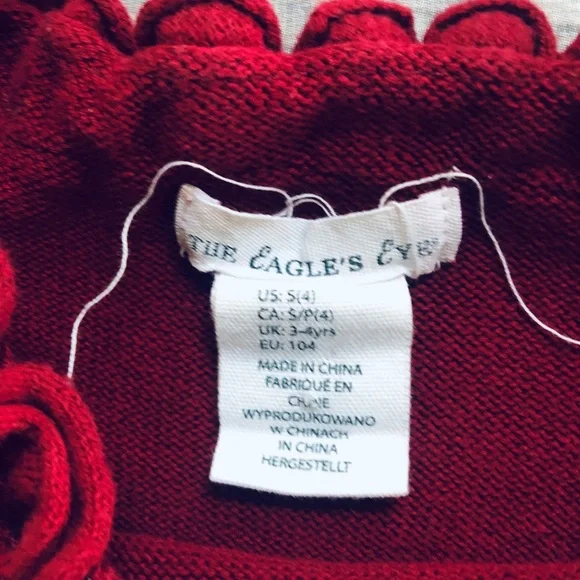 THE EAGLE'S EYE
US: S(4)
CA: S/P(4)
UK: 3-4yrs
EU: 104
MADE IN CHINA
FABRIQUÉ EN
CHINE
WYPRODUKOWANO
W CHINACH
IN CHINA
HERGESTELLT